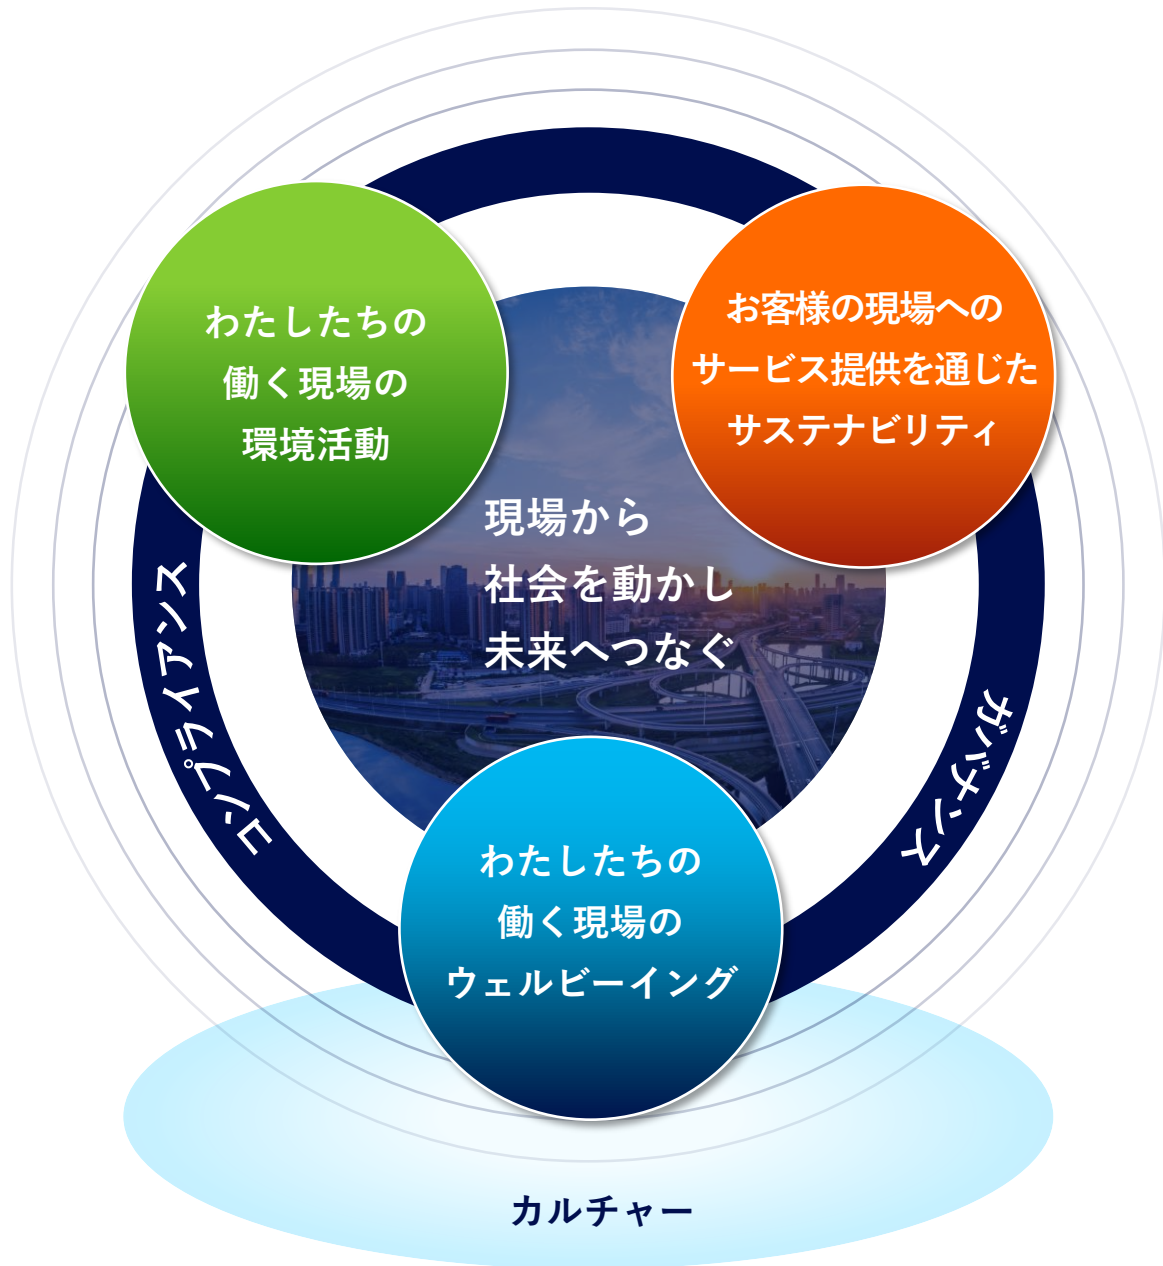 わたしたちの
働く現場の
環境活動
お客様の現場への
サービス提供を通じた
サステナビリティ
現場から
社会を動かし
未来へつなぐ
コンプライアンス
ガバナンス
わたしたちの
働く現場の
ウェルビーイング
カルチャー